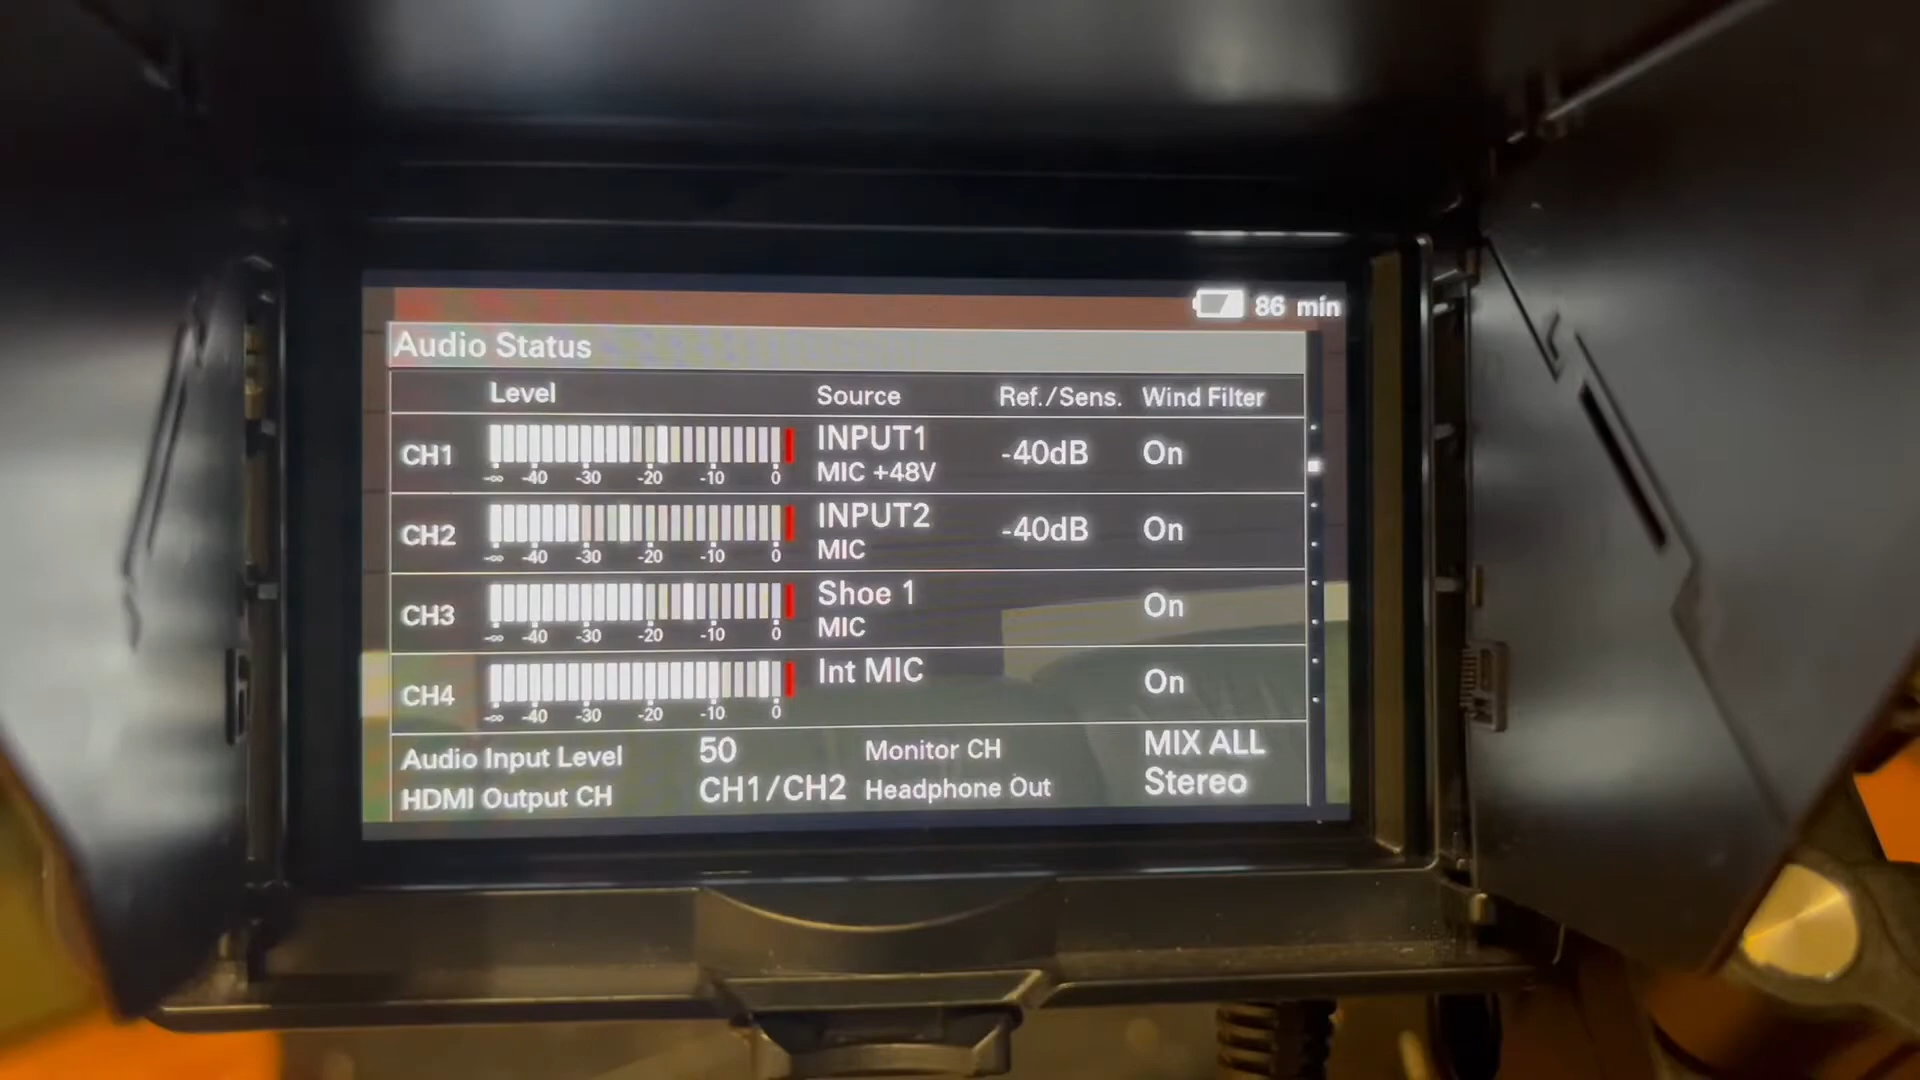 86 min
Audio Status
Level Source Ref./Sens. Wind Filter
CH1 INPUT1 -40dB On
MIC +48V
-∞ -40 -30 -20 -10 0
CH2 INPUT2 -40dB On
MIC
-∞ -40 -30 -20 -10 0
CH3 Shoe 1 On
MIC
-∞ -40 -30 -20 -10 0
CH4 Int MIC On
-∞ -40 -30 -20 -10 0
Audio Input Level 50 Monitor CH MIX ALL
HDMI Output CH CH1/CH2 Headphone Out Stereo